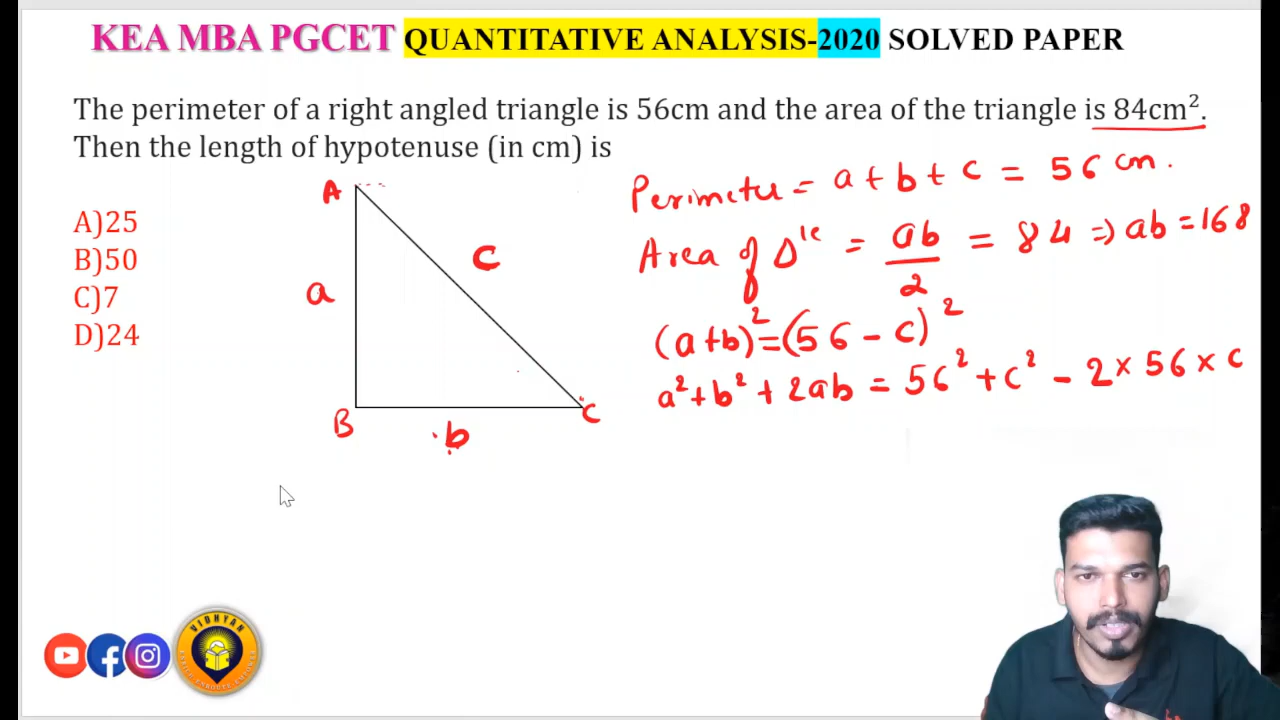 KEA MBA PGCET QUANTITATIVE ANALYSIS-2020 SOLVED PAPER
The perimeter of a right angled triangle is 56cm and the area of the triangle is 84cm².
Then the length of hypotenuse (in cm) is
A)25
B)50
C)7
D)24
A
a
c
B
b
C
Perimeter = a + b + c = 56 cm.
Area of Δle = ab/2 = 84 ⇒ ab = 168
(a+b)² = (56 - c)²
a² + b² + 2ab = 56² + c² - 2 × 56 × c
VIDHYAN